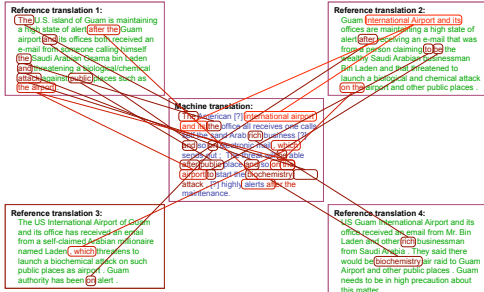 Reference translation 1:
The U.S. island of Guam is maintaining
a high state of alert after the Guam
airport and its offices both received an
e-mail from someone calling himself
the Saudi Arabian Osama bin Laden
and threatening a biological/chemical
attack against public places such as
the airport .
Reference translation 2:
Guam International Airport and its
offices are maintaining a high state of
alert after receiving an e-mail that was
from a person claiming to be the
wealthy Saudi Arabian businessman
Bin Laden and that threatened to
launch a biological and chemical attack
on the airport and other public places .
Machine translation:
The American [?] international airport
and its the office all receives one calls
self the sand Arab rich business [?]
and so on electronic mail , which
sends out ; The threat will be able
after public place and so on the
airport to start the biochemistry
attack , [?] highly alerts after the
maintenance.
Reference translation 3:
The US International Airport of Guam
and its office has received an email
from a self-claimed Arabian millionaire
named Laden , which threatens to
launch a biochemical attack on such
public places as airport . Guam
authority has been on alert .
Reference translation 4:
US Guam International Airport and its
office received an email from Mr. Bin
Laden and other rich businessman
from Saudi Arabia . They said there
would be biochemistry air raid to Guam
Airport and other public places . Guam
needs to be in high precaution about
this matter